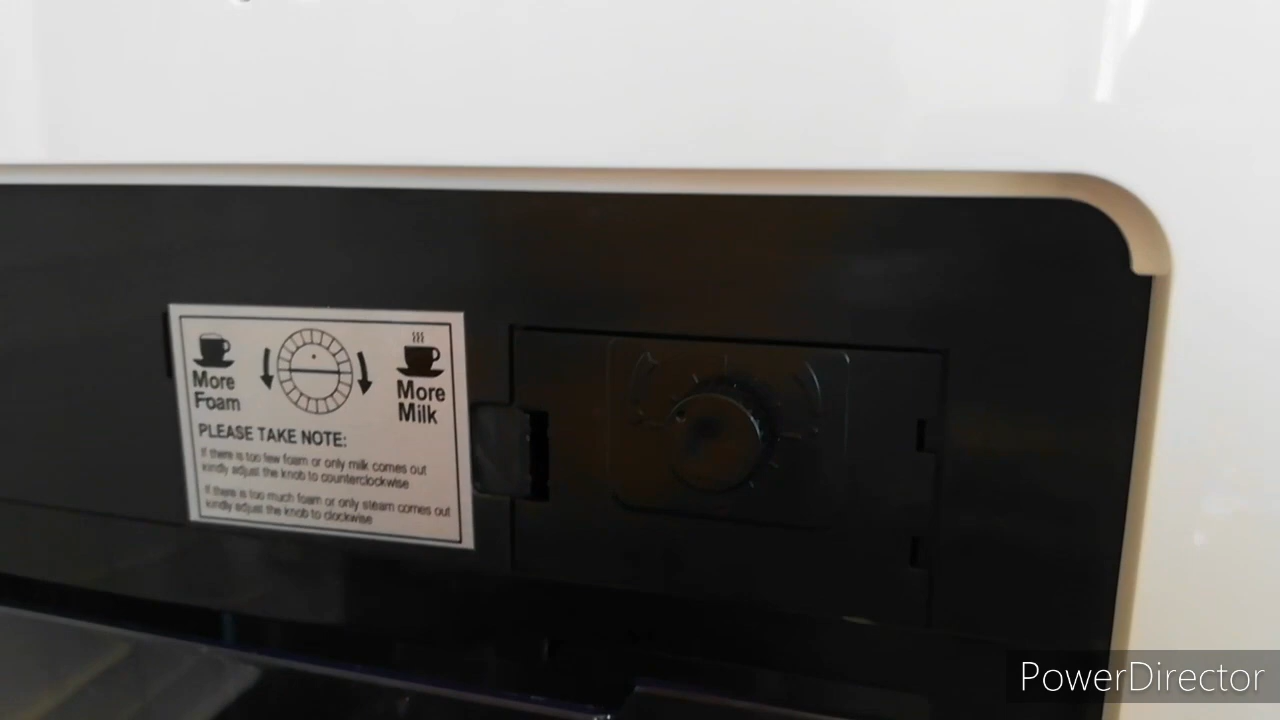 More
Foam
More
Milk
PLEASE TAKE NOTE:
If there is too few foam or only milk comes out
kindly adjust the knob to counterclockwise
If there is too much foam or only steam comes out
kindly adjust the knob to clockwise
PowerDirector